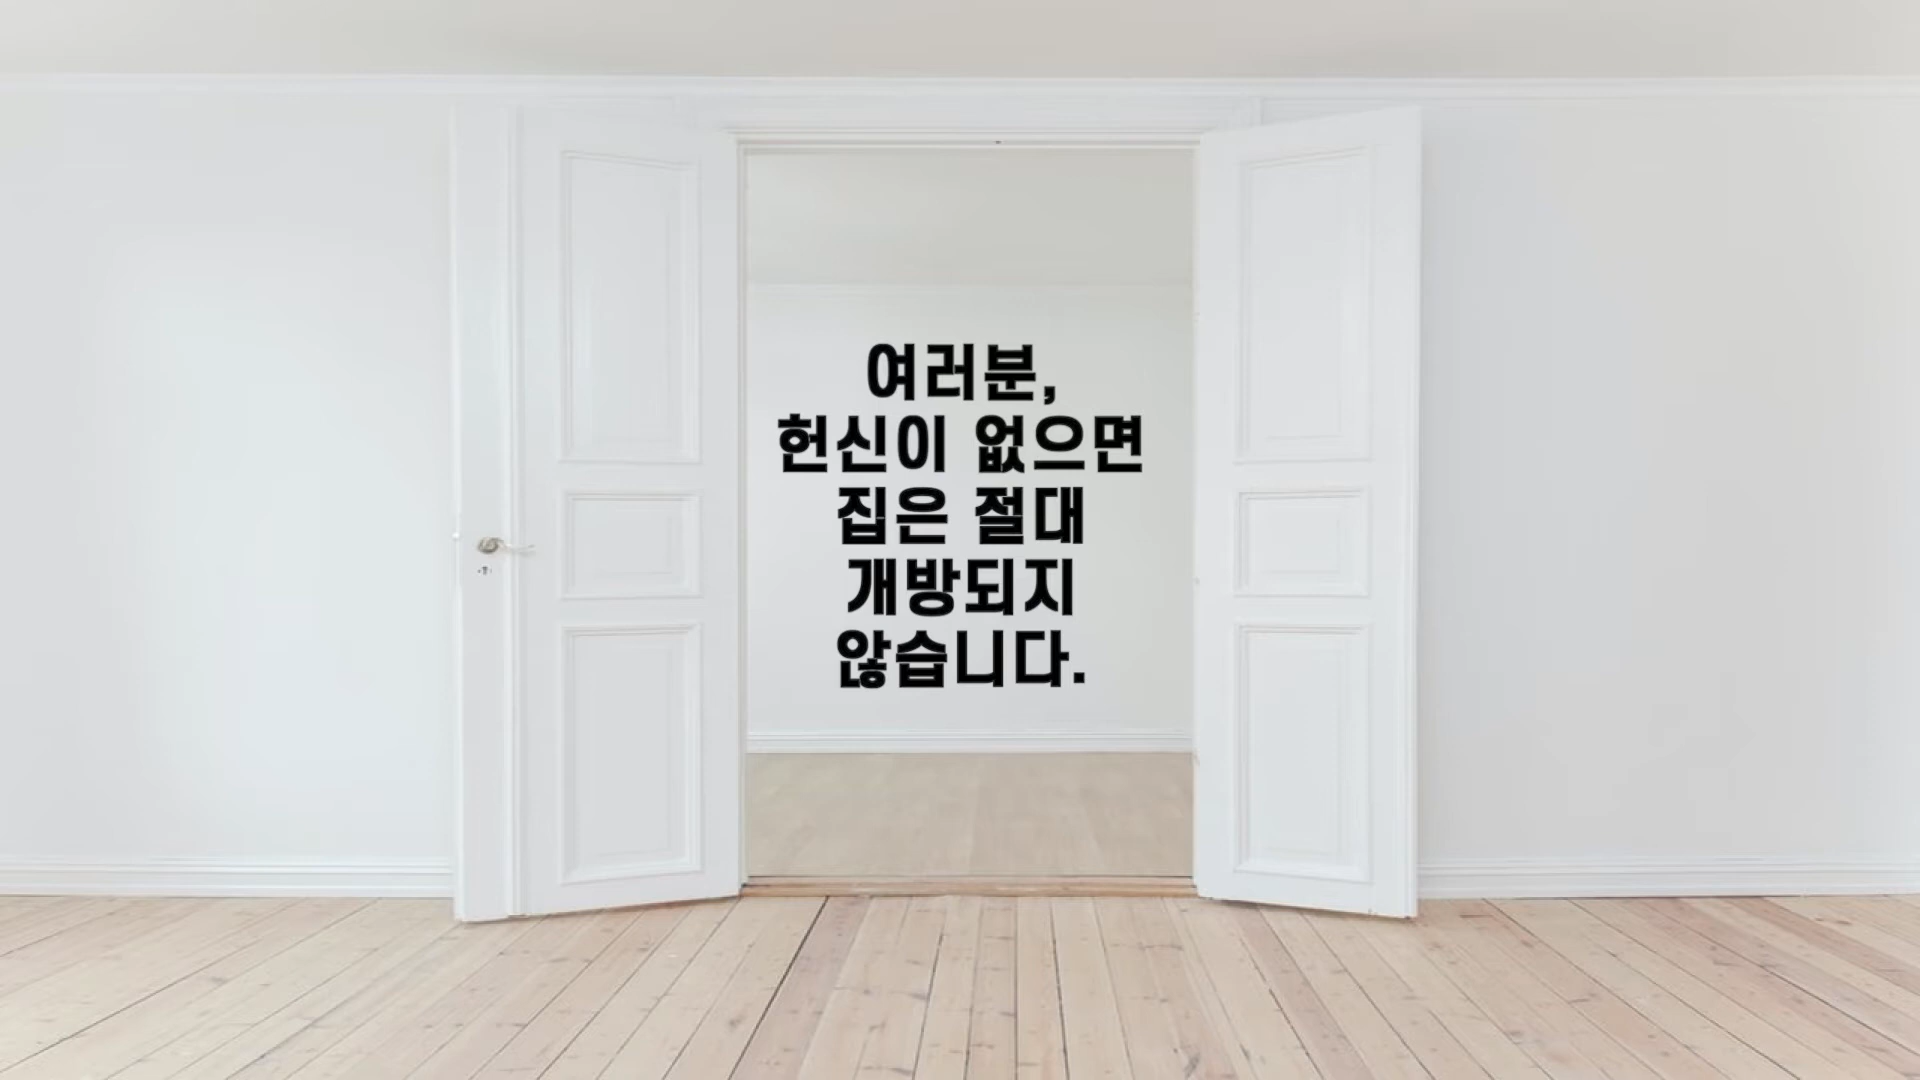 여러분,
헌신이 없으면
집은 절대
개방되지
않습니다.